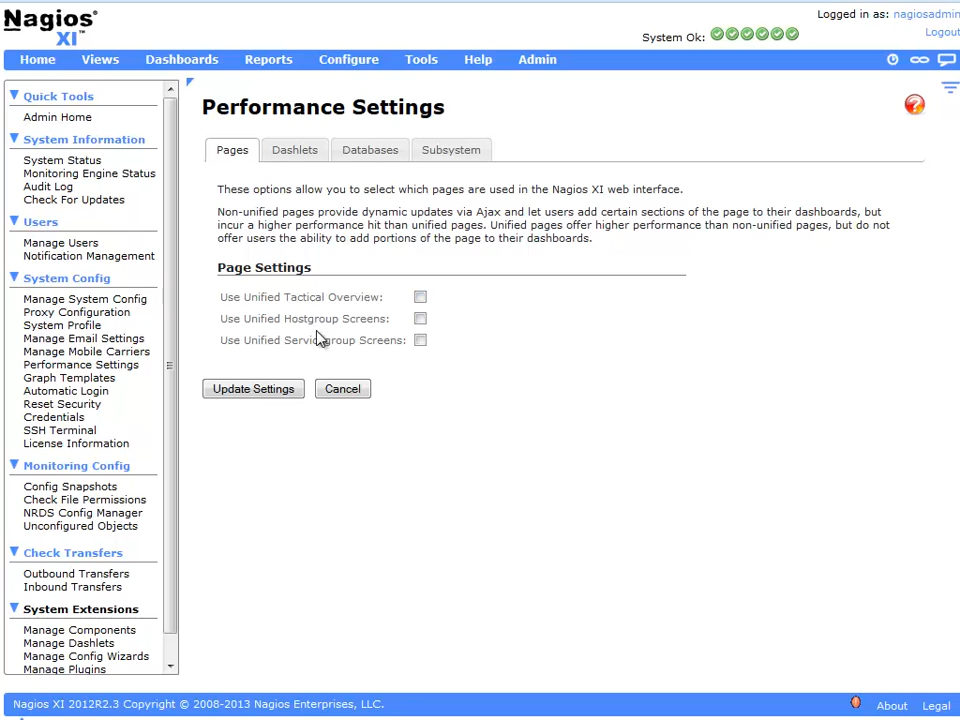 Nagios®
XI™
Logged in as: nagiosadmin
Logout
System Ok:
Home Views Dashboards Reports Configure Tools Help Admin
Quick Tools
Admin Home
System Information
System Status
Monitoring Engine Status
Audit Log
Check For Updates
Users
Manage Users
Notification Management
System Config
Manage System Config
Proxy Configuration
System Profile
Manage Email Settings
Manage Mobile Carriers
Performance Settings
Graph Templates
Automatic Login
Reset Security
Credentials
SSH Terminal
License Information
Monitoring Config
Config Snapshots
Check File Permissions
NRDS Config Manager
Unconfigured Objects
Check Transfers
Outbound Transfers
Inbound Transfers
System Extensions
Manage Components
Manage Dashlets
Manage Config Wizards
Manage Plugins
Performance Settings
Pages Dashlets Databases Subsystem
These options allow you to select which pages are used in the Nagios XI web interface.
Non-unified pages provide dynamic updates via Ajax and let users add certain sections of the page to their dashboards, but
incur a higher performance hit than unified pages. Unified pages offer higher performance than non-unified pages, but do not
offer users the ability to add portions of the page to their dashboards.
Page Settings
Use Unified Tactical Overview:
Use Unified Hostgroup Screens:
Use Unified Servicegroup Screens:
Update Settings Cancel
Nagios XI 2012R2.3 Copyright © 2008-2013 Nagios Enterprises, LLC.
About Legal